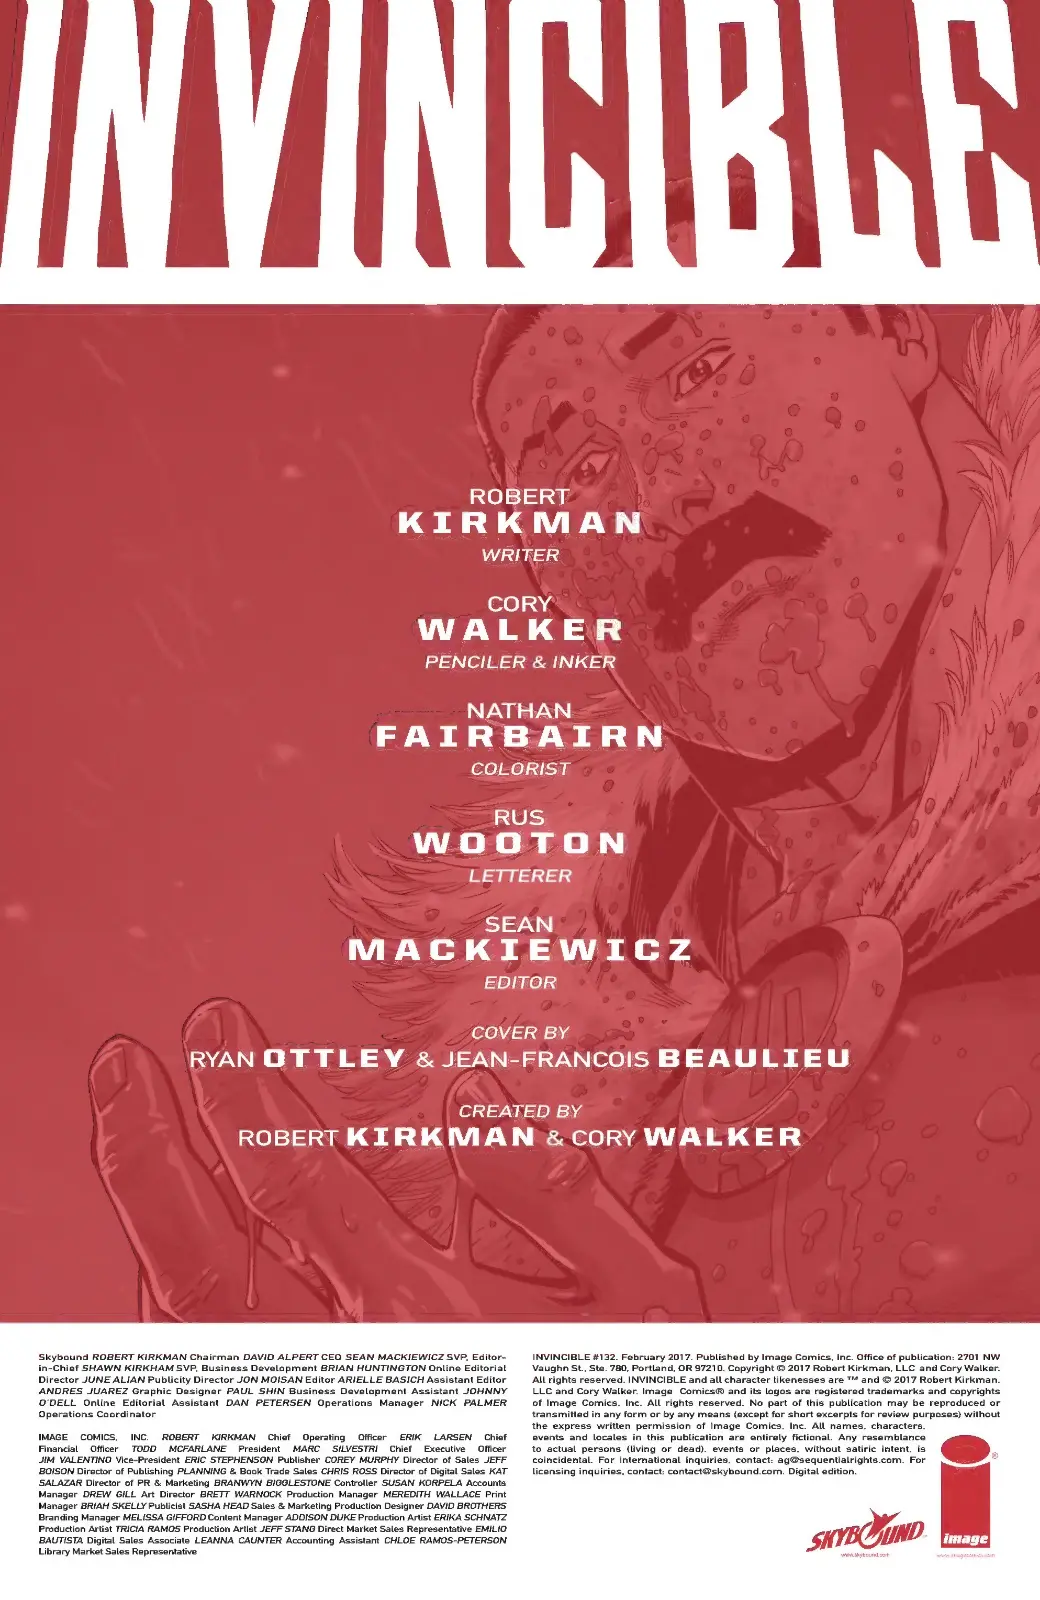 INVINCIBLE
ROBERT
KIRKMAN
WRITER
CORY
WALKER
PENCILER & INKER
NATHAN
FAIRBAIRN
COLORIST
RUS
WOOTON
LETTERER
SEAN
MACKIEWICZ
EDITOR
COVER BY
RYAN OTTLEY & JEAN-FRANCOIS BEAULIEU
CREATED BY
ROBERT KIRKMAN & CORY WALKER
Skybound ROBERT KIRKMAN Chairman DAVID ALPERT CEO SEAN MACKIEWICZ SVP, Editor-
in-Chief SHAWN KIRKHAM SVP, Business Development BRIAN HUNTINGTON Online Editorial
Director JUNE ALIAN Publicity Director JON MOISAN Editor ARIELLE BASICH Assistant Editor
ANDRES JUAREZ Graphic Designer PAUL SHIN Business Development Assistant JOHNNY
O'DELL Online Editorial Assistant DAN PETERSEN Operations Manager NICK PALMER
Operations Coordinator
IMAGE COMICS, INC. ROBERT KIRKMAN Chief Operating Officer ERIK LARSEN Chief
Financial Officer TODD MCFARLANE President MARC SILVESTRI Chief Executive Officer
JIM VALENTINO Vice-President ERIC STEPHENSON Publisher COREY MURPHY Director of Sales JEFF
BOISON Director of Publishing PLANNING & Book Trade Sales CHRIS ROSS Director of Digital Sales KAT
SALAZAR Director of PR & Marketing BRANWYN BIGGLESTONE Controller SUSAN KORPELA Accounts
Manager DREW GILL Art Director BRETT WARNOCK Production Manager MEREDITH WALLACE Print
Manager BRIAH SKELLY Publicist SASHA HEAD Sales & Marketing Production Designer DAVID BROTHERS
Branding Manager MELISSA GIFFORD Content Manager ADDISON DUKE Production Artist ERIKA SCHNATZ
Production Artist TRICIA RAMOS Production Artist JEFF STANG Direct Market Sales Representative EMILIO
BAUTISTA Digital Sales Associate LEANNA CAUNTER Accounting Assistant CHLOE RAMOS-PETERSON
Library Market Sales Representative
INVINCIBLE #132. February 2017. Published by Image Comics, Inc. Office of publication: 2701 NW
Vaughn St., Ste. 780, Portland, OR 97210. Copyright © 2017 Robert Kirkman, LLC and Cory Walker.
All rights reserved. INVINCIBLE and all character likenesses are ™ and © 2017 Robert Kirkman,
LLC and Cory Walker. Image Comics® and its logos are registered trademarks and copyrights
of Image Comics, Inc. All rights reserved. No part of this publication may be reproduced or
transmitted in any form or by any means (except for short excerpts for review purposes) without
the express written permission of Image Comics, Inc. All names, characters,
events and locales in this publication are entirely fictional. Any resemblance
to actual persons (living or dead), events or places, without satiric intent, is
coincidental. For international inquiries, contact: ag@sequentialrights.com. For
licensing inquiries, contact: contact@skybound.com. Digital edition.
SKYBOUND
www.skybound.com
image
®
www.imagecomics.com